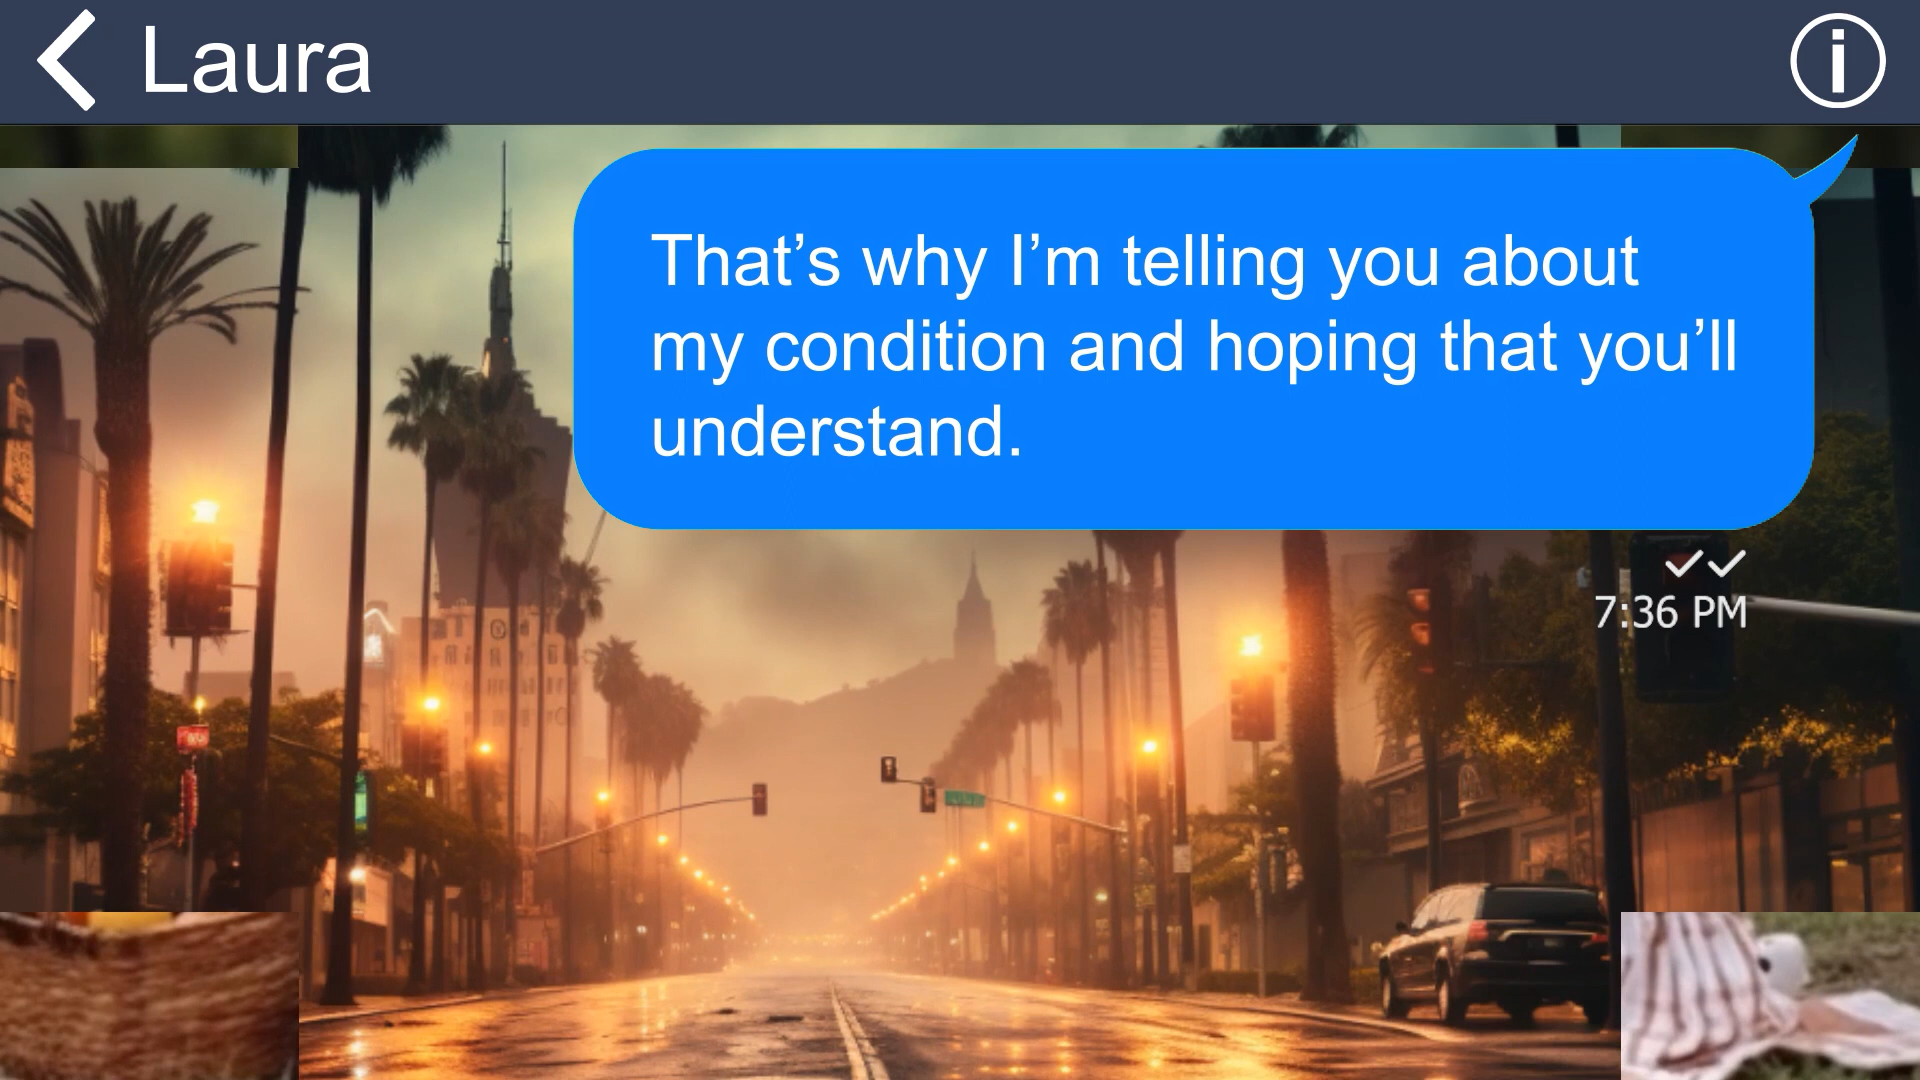 Laura
That’s why I’m telling you about
my condition and hoping that you’ll
understand.
7:36 PM